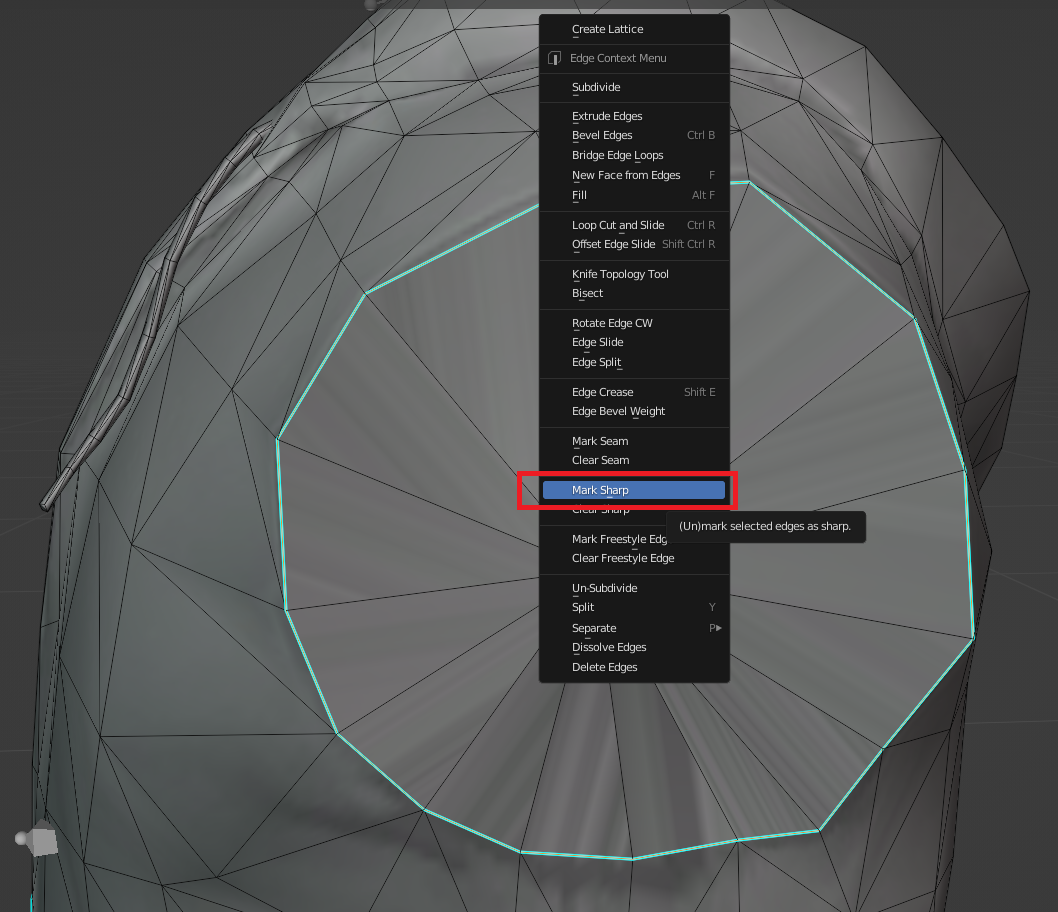 Create Lattice
Edge Context Menu
Subdivide
Extrude Edges
Bevel Edges Ctrl B
Bridge Edge Loops
New Face from Edges F
Fill Alt F
Loop Cut and Slide Ctrl R
Offset Edge Slide Shift Ctrl R
Knife Topology Tool
Bisect
Rotate Edge CW
Edge Slide
Edge Split
Edge Crease Shift E
Edge Bevel Weight
Mark Seam
Clear Seam
Mark Sharp
Clear Sharp
(Un)mark selected edges as sharp.
Mark Freestyle Edg
Clear Freestyle Edge
Un-Subdivide
Split Y
Separate P
Dissolve Edges
Delete Edges